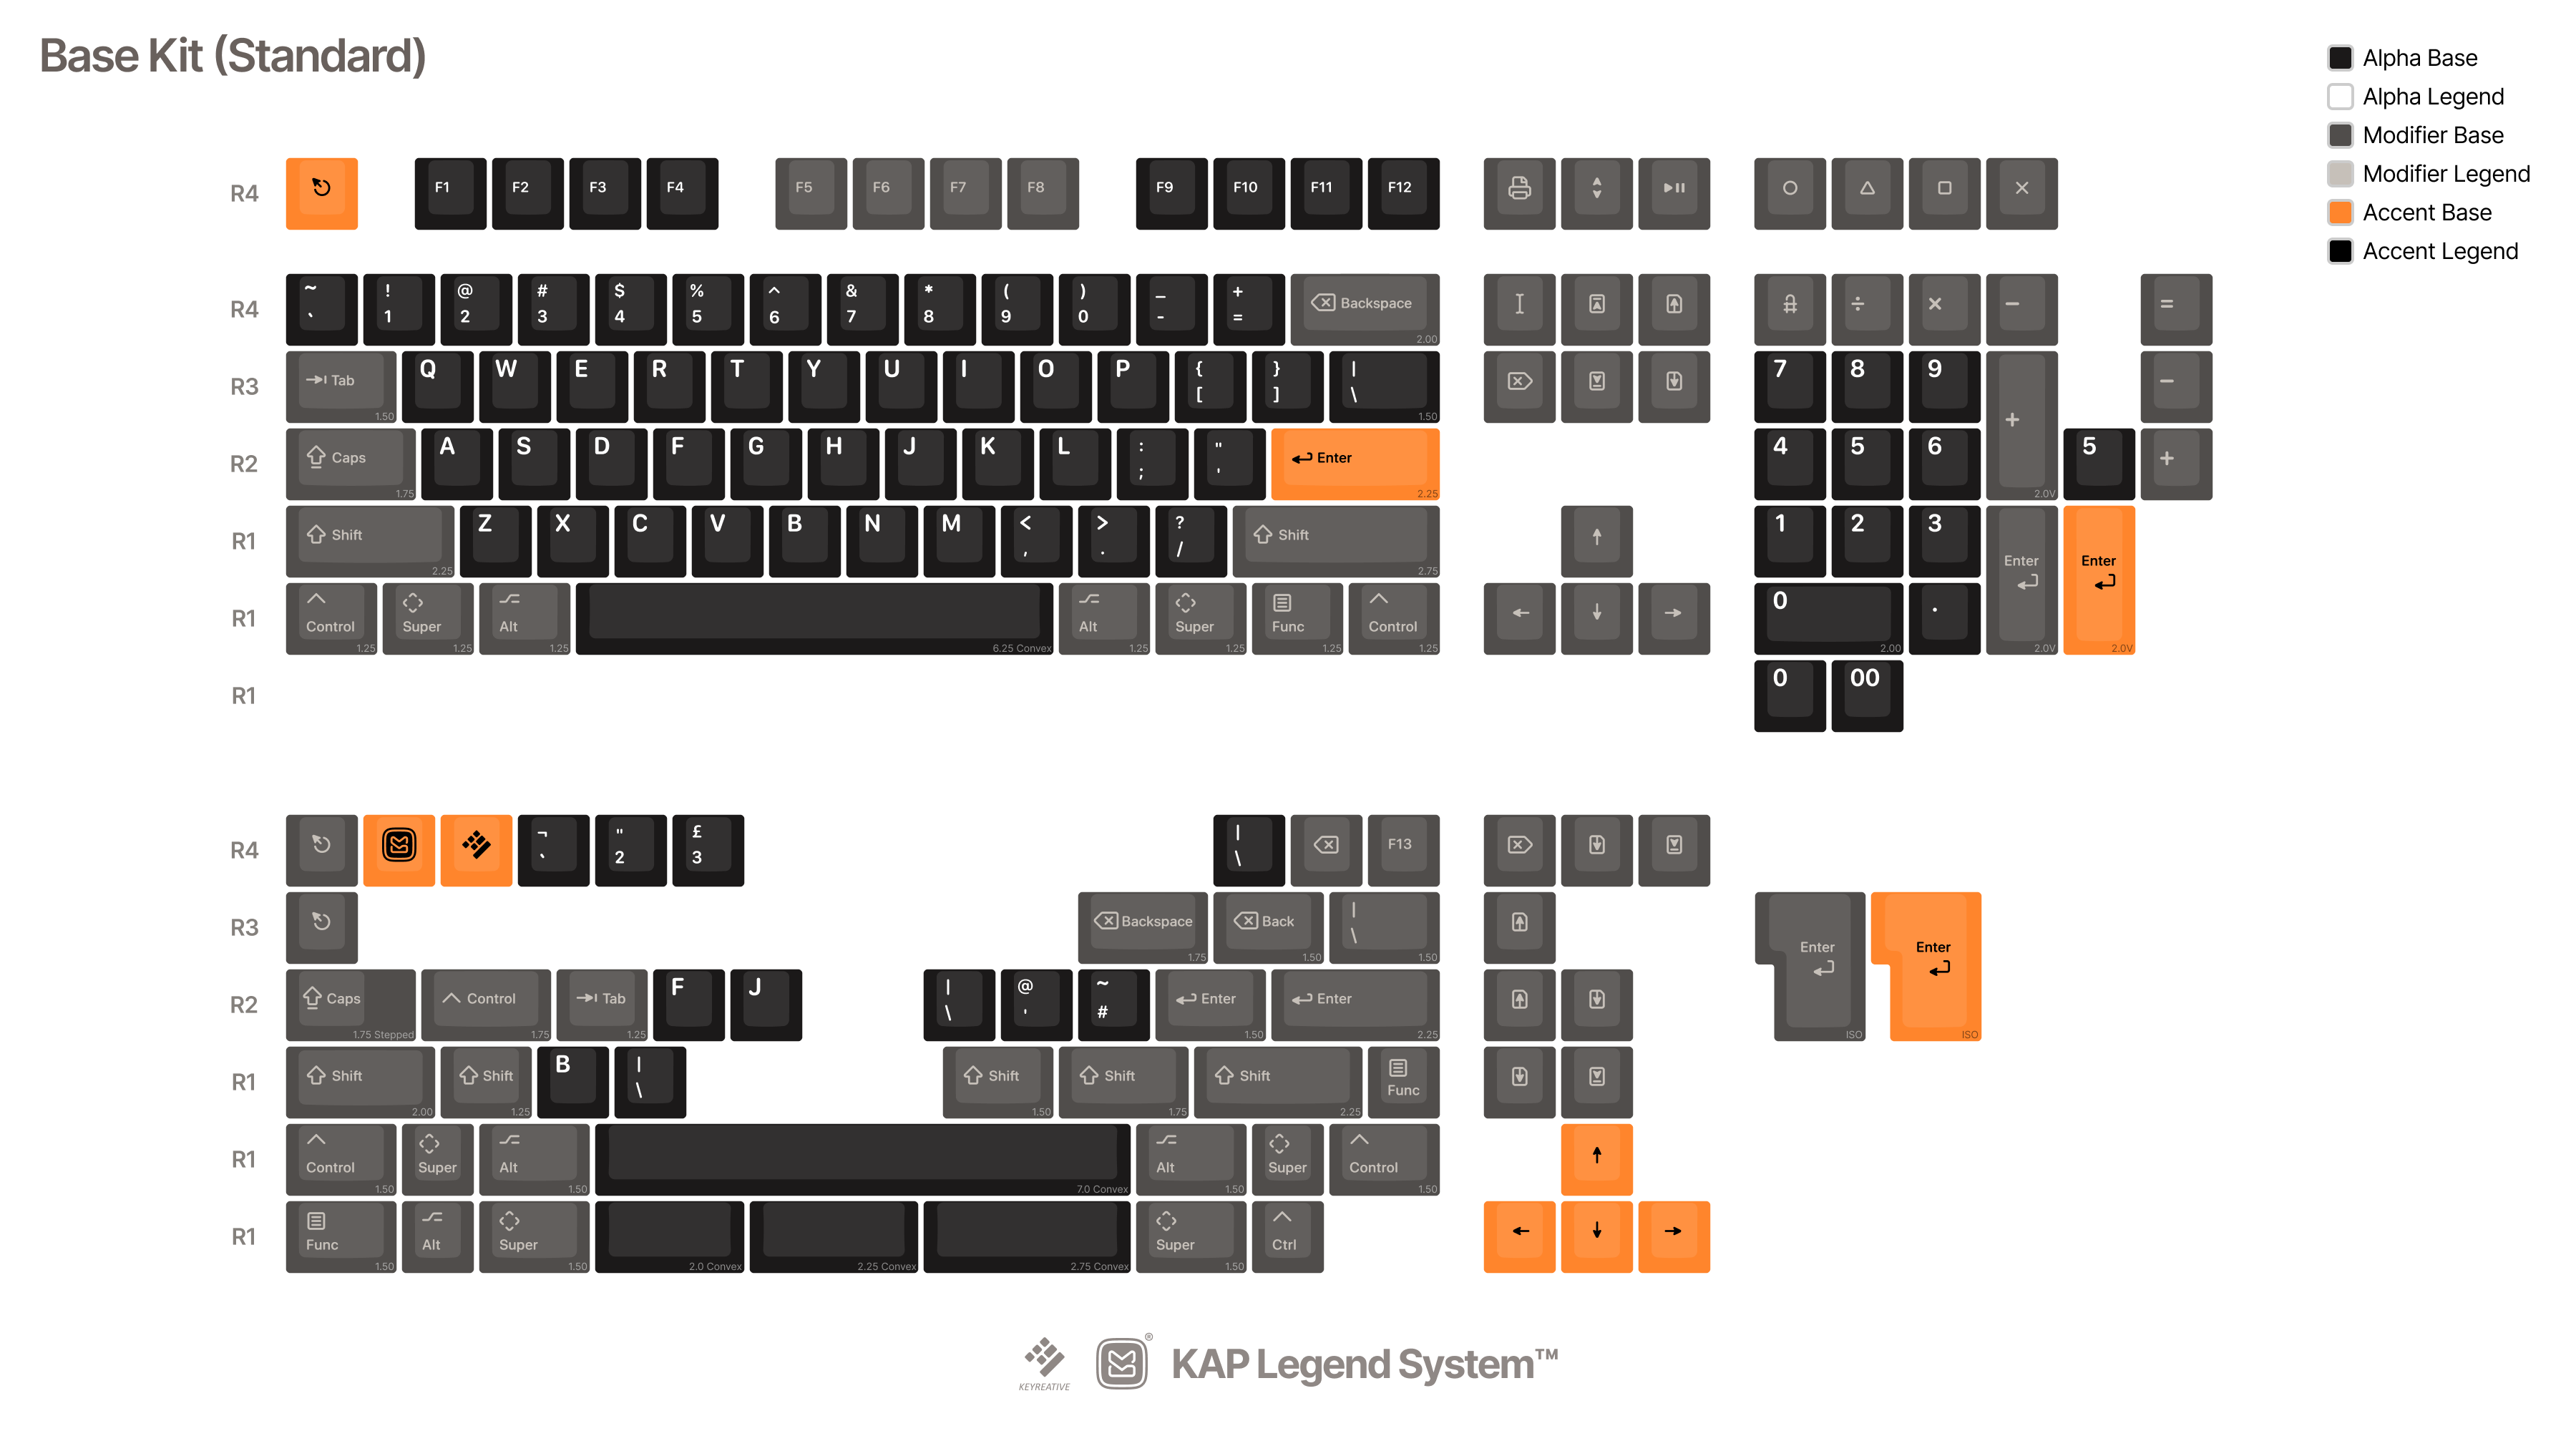 Base Kit (Standard)
Alpha Base
Alpha Legend
Modifier Base
Modifier Legend
Accent Base
Accent Legend
R4 F1 F2 F3 F4 F5 F6 F7 F8 F9 F10 F11 F12
~ ! @ # $ % ^ & * ( ) _ +
R4 ` 1 2 3 4 5 6 7 8 9 0 - = Backspace ÷ × − =
2.00
R3 Tab Q W E R T Y U I O P { [ } ] | \ 7 8 9 + −
1.50 1.50
R2 Caps A S D F G H J K L : ; " ' Enter 4 5 6 5 +
1.75 2.25 2.0V
R1 Shift Z X C V B N M < , > . ? / Shift 1 2 3 Enter Enter
2.25 2.75
R1 Control Super Alt Alt Super Func Control 0 .
1.25 1.25 1.25 6.25 Convex 1.25 1.25 1.25 1.25 2.00 2.0V 2.0V
R1 0 00
R4 ¬ ` " 2 £ 3 | \ F13
R3 Backspace Back | \ Enter Enter
1.75 1.50 1.50
R2 Caps Control Tab F J | \ @ ' ~ # Enter Enter
1.75 Stepped 1.75 1.25 1.50 2.25 ISO ISO
R1 Shift Shift B | \ Shift Shift Shift Func
2.00 1.25 1.50 1.75 2.25
R1 Control Super Alt Alt Super Control
1.50 1.50 7.0 Convex 1.50 1.50
R1 Func Alt Super Super Ctrl
1.50 1.50 2.0 Convex 2.25 Convex 2.75 Convex 1.50
KEYREATIVE
® KAP Legend System™